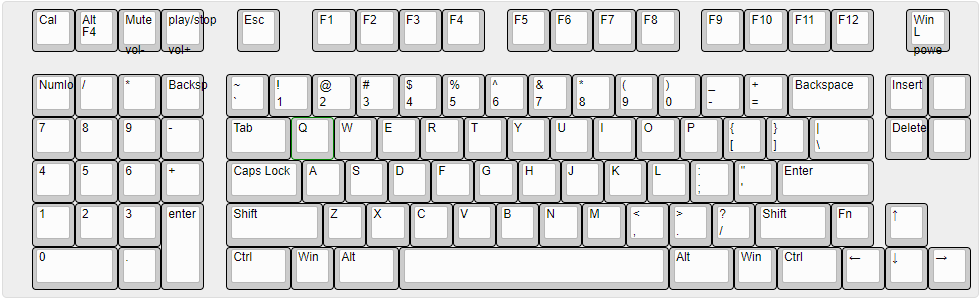 Cal Alt Mute play/stop Esc F1 F2 F3 F4 F5 F6 F7 F8 F9 F10 F11 F12 Win
F4 L
vol- vol+ powe
Numlo / * Backsp ~ ! @ # $ % ^ & * ( ) _ + Backspace Insert
` 1 2 3 4 5 6 7 8 9 0 - =
7 8 9 - Tab Q W E R T Y U I O P { } | Delete
[ ] \
4 5 6 + Caps Lock A S D F G H J K L : " Enter
; '
1 2 3 enter Shift Z X C V B N M < > ? Shift Fn ↑
, . /
0 . Ctrl Win Alt Alt Win Ctrl ← ↓ →